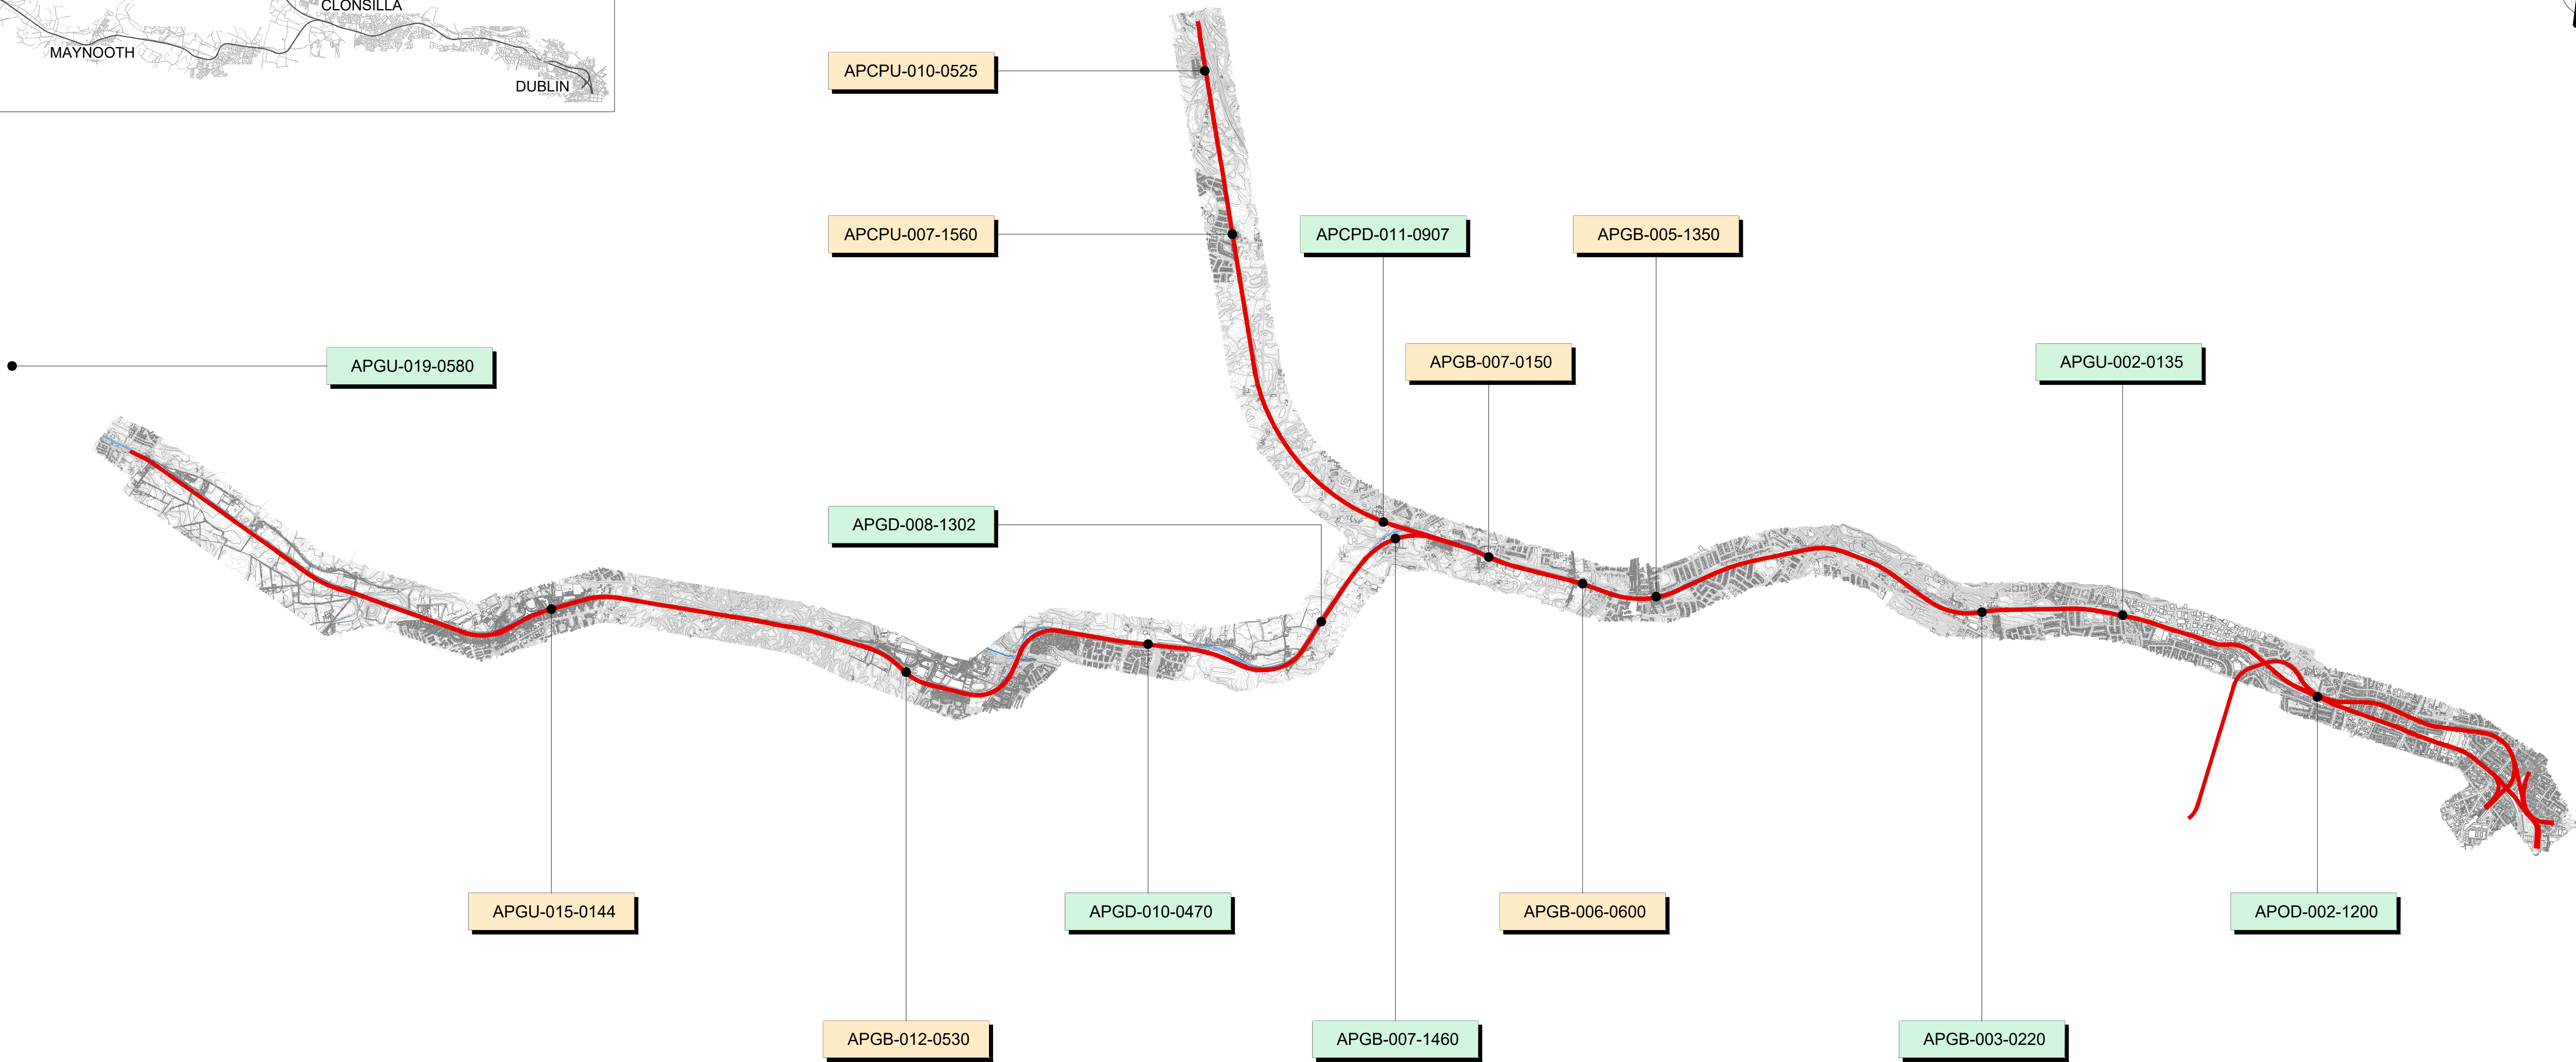 CLONSILLA
MAYNOOTH
DUBLIN
APCPU-010-0525
APCPU-007-1560
APCPD-011-0907
APGB-005-1350
APGU-019-0580
APGB-007-0150
APGU-002-0135
APGD-008-1302
APGU-015-0144
APGD-010-0470
APGB-006-0600
APOD-002-1200
APGB-012-0530
APGB-007-1460
APGB-003-0220